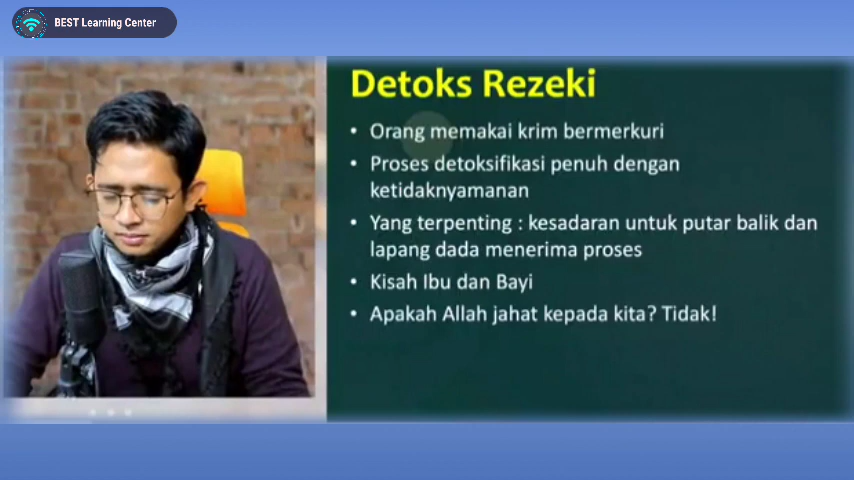 BEST Learning Center
Detoks Rezeki
• Orang memakai krim bermerkuri
• Proses detoksifikasi penuh dengan
ketidaknyamanan
• Yang terpenting : kesadaran untuk putar balik dan
lapang dada menerima proses
• Kisah Ibu dan Bayi
• Apakah Allah jahat kepada kita? Tidak!